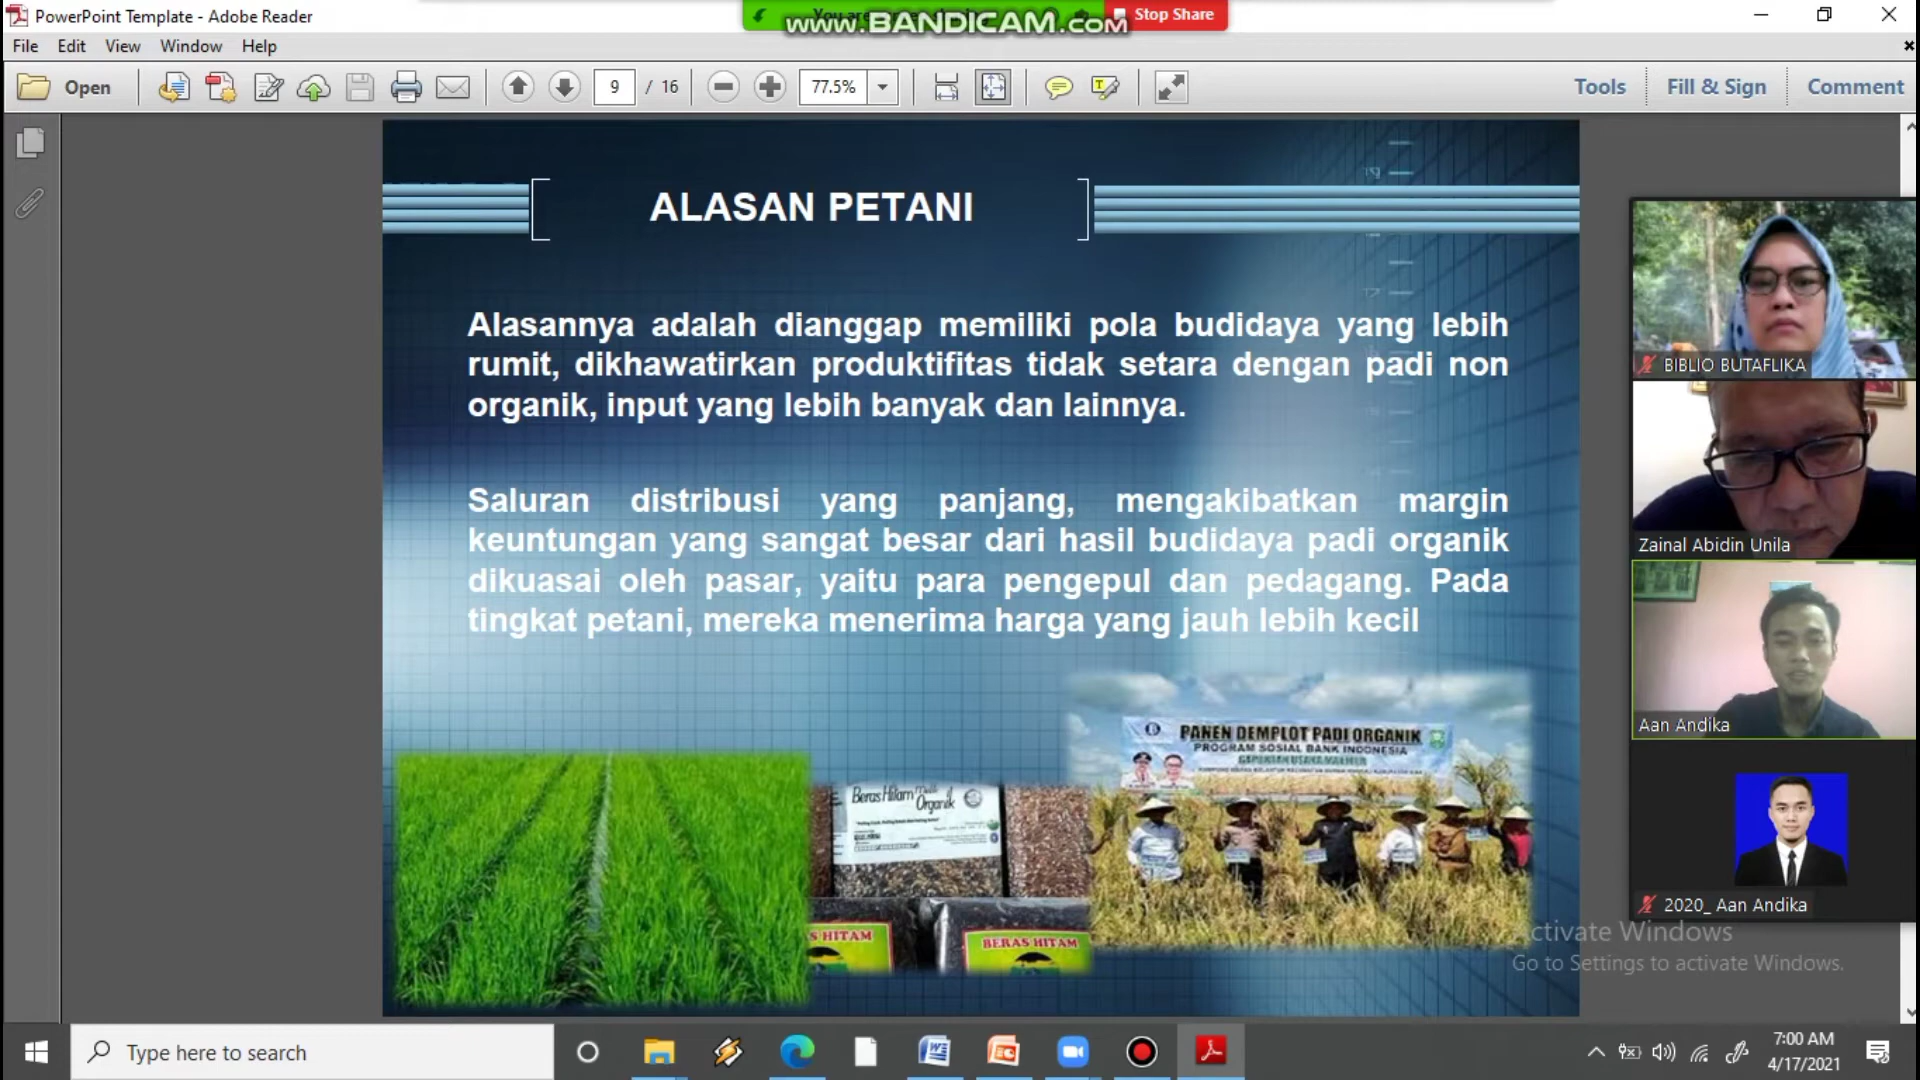 PowerPoint Template - Adobe Reader
www.BANDICAM.com
Stop Share
File Edit View Window Help
Open
9 / 16
77.5%
Tools
Fill & Sign
Comment
ALASAN PETANI
Alasannya adalah dianggap memiliki pola budidaya yang lebih
rumit, dikhawatirkan produktifitas tidak setara dengan padi non
organik, input yang lebih banyak dan lainnya.
Saluran distribusi yang panjang, mengakibatkan margin
keuntungan yang sangat besar dari hasil budidaya padi organik
dikuasai oleh pasar, yaitu para pengepul dan pedagang. Pada
tingkat petani, mereka menerima harga yang jauh lebih kecil
PANEN DEMPLOT PADI ORGANIK
PROGRAM SOSIAL BANK INDONESIA
Beras Hitam
Organik
S HITAM
BERAS HITAM
BIBLIO BUTAFLIKA
Zainal Abidin Unila
Aan Andika
2020_ Aan Andika
Activate Windows
Go to Settings to activate Windows.
Type here to search
7:00 AM
4/17/2021